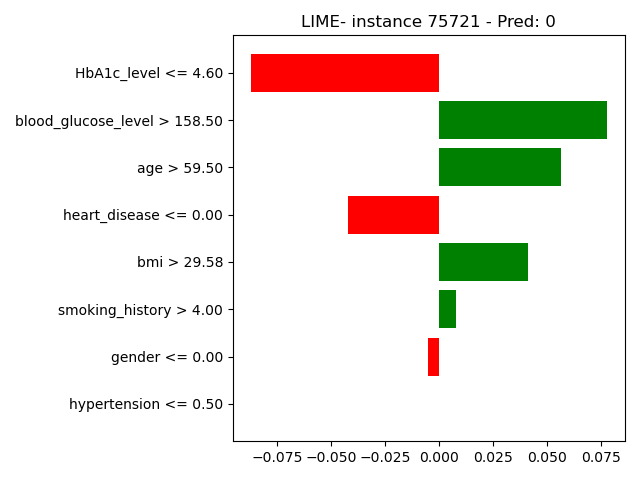 LIME- instance 75721 - Pred: 0
HbA1c_level <= 4.60
blood_glucose_level > 158.50
age > 59.50
heart_disease <= 0.00
bmi > 29.58
smoking_history > 4.00
gender <= 0.00
hypertension <= 0.50
−0.075 −0.050 −0.025 0.000 0.025 0.050 0.075